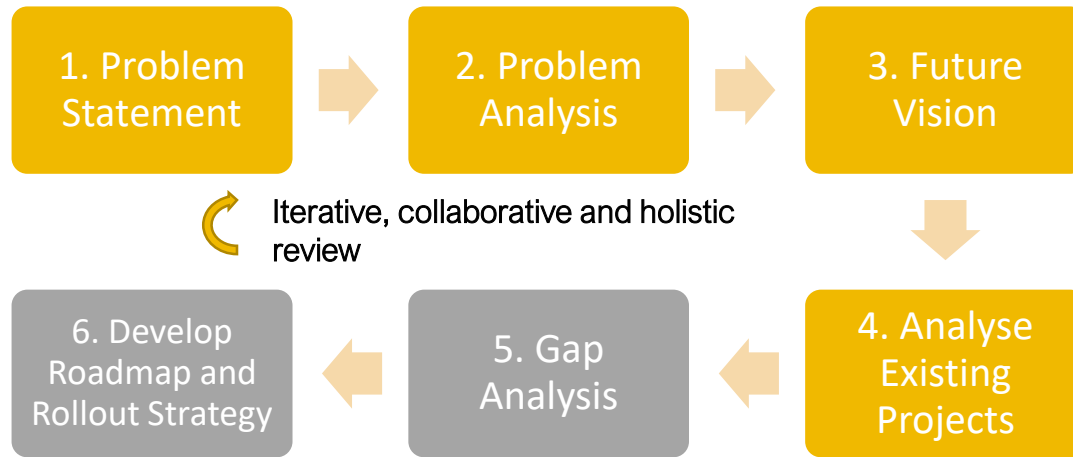 1. Problem
Statement
2. Problem
Analysis
3. Future
Vision
Iterative, collaborative and holistic
review
4. Analyse
Existing
Projects
5. Gap
Analysis
6. Develop
Roadmap and
Rollout Strategy